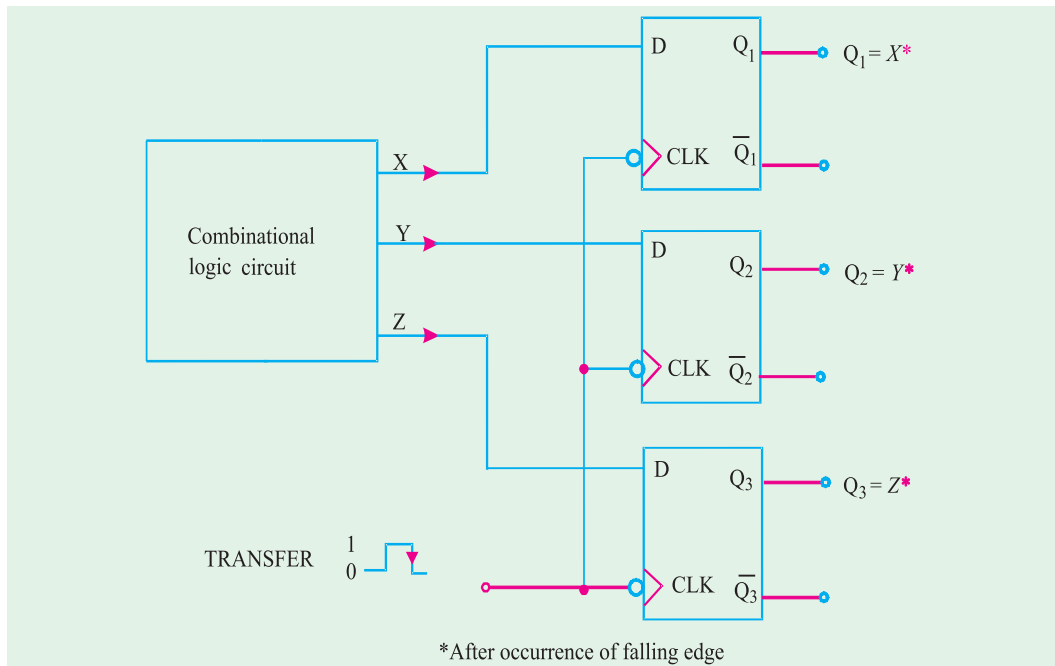 D
Q1
Q1 = X*
CLK
Q̅1
X
Combinational
logic circuit
Y
D
Q2
Q2 = Y*
CLK
Q̅2
Z
D
Q3
Q3 = Z*
TRANSFER
1
0
CLK
Q̅3
*After occurrence of falling edge